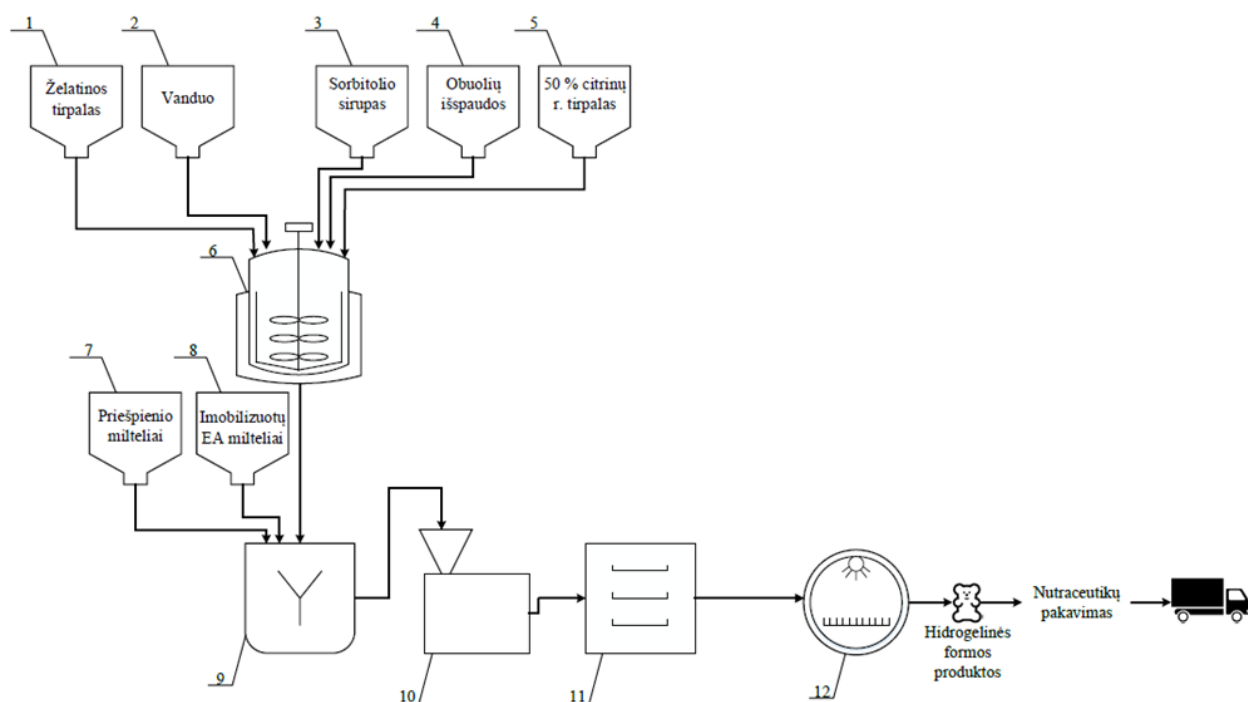 1
2
3
4
5
Želatinos
tirpalas
Vanduo
Sorbitolio
sirupas
Obuolių
išspaudos
50 % citrinų
r. tirpalas
6
7
8
Priešpienio
milteliai
Imobilizuotų
EA milteliai
9
10
11
12
Hidrogelinės
formos
produktos
Nutraceutikų
pakavimas